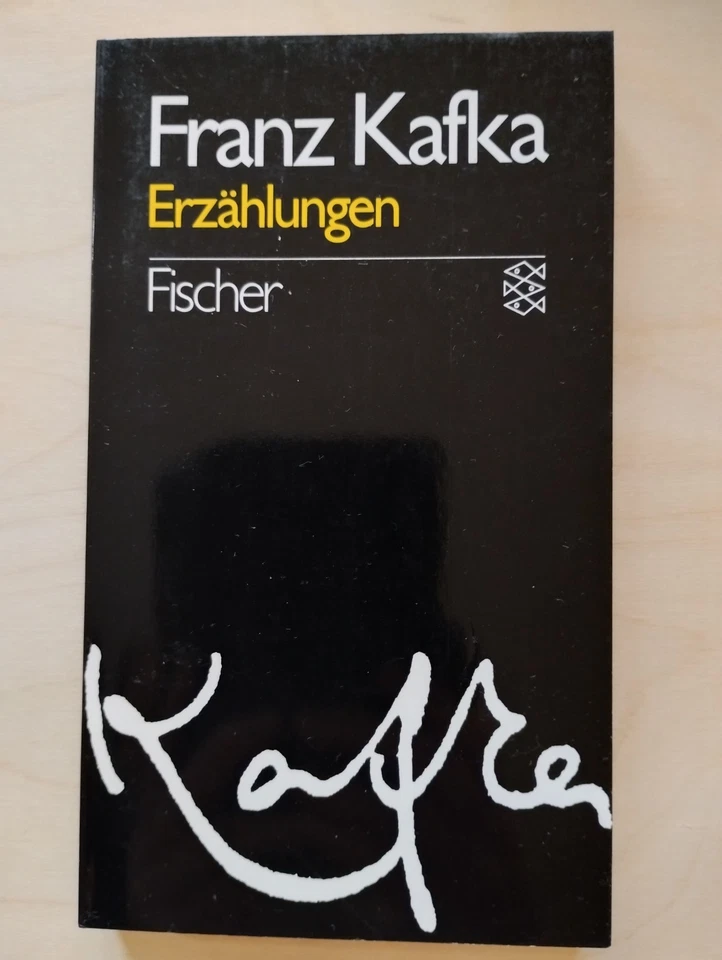 Franz Kafka
Erzählungen
Fischer
Kafka